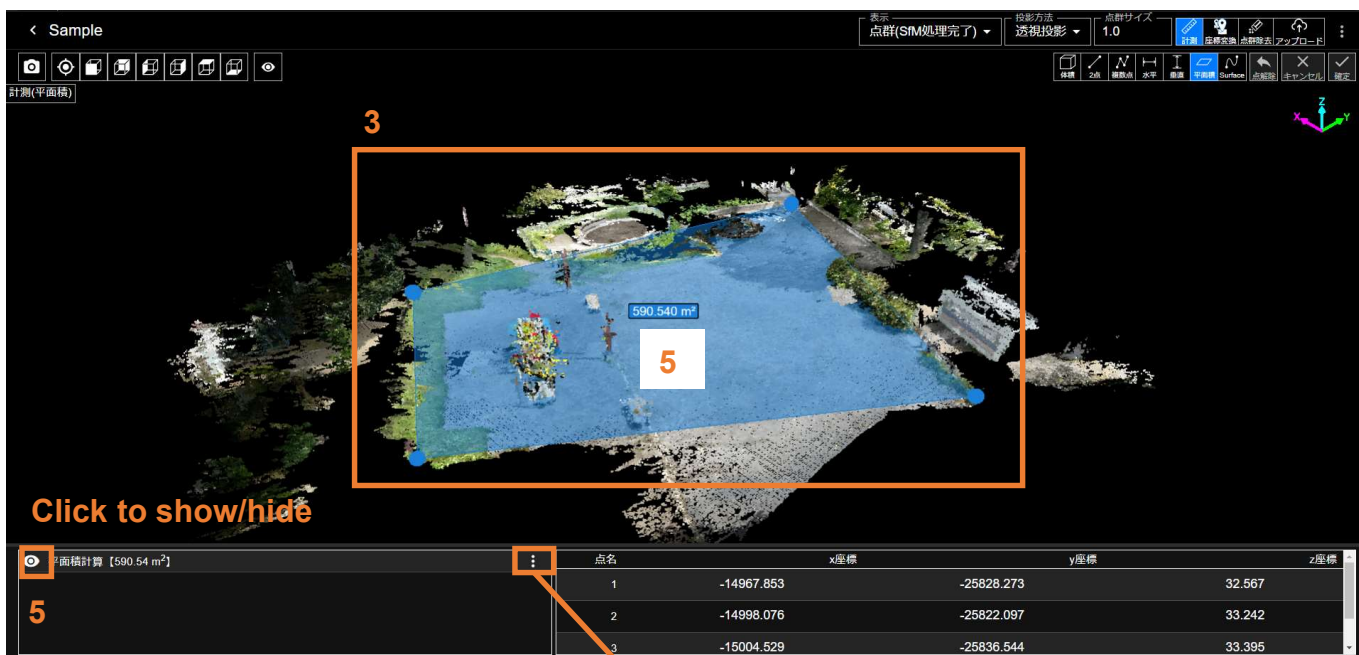 Sample
表示
点群(SfM処理完了)
投影方法
透視投影
点群サイズ
1.0
計測 座標変換 点群除去 アップロード
体積 2点 複数点 水平 垂直 平面積 Surface 点解除 キャンセル 確定
計測(平面積)
3
Z
X Y
590.540 m²
5
Click to show/hide
平面積計算【590.54 m²】
点名 x座標 y座標 z座標
1 -14967.853 -25828.273 32.567
5
2 -14998.076 -25822.097 33.242
3 -15004.529 -25836.544 33.395